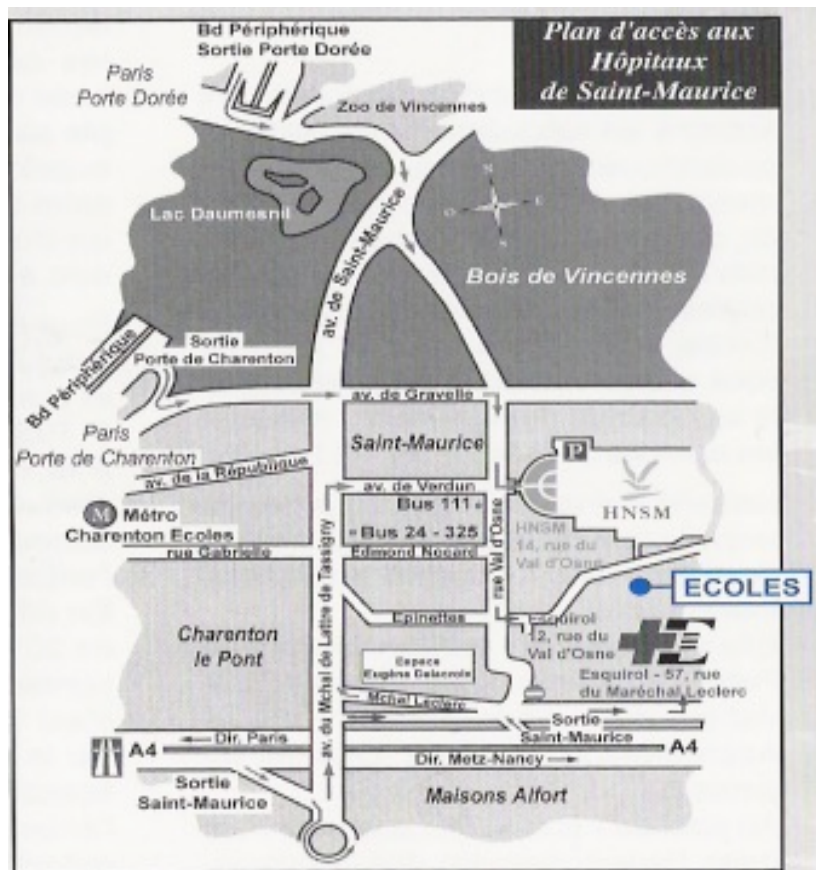 Plan d'accès aux
Hôpitaux
de Saint-Maurice
Bd Périphérique
Sortie Porte Dorée
Paris
Porte Dorée
Zoo de Vincennes
Lac Daumesnil
av. de Saint-Maurice
N
O
E
S
Bois de Vincennes
Bd Périphérique
Sortie
Porte de Charenton
av. de Gravelle
Paris
Porte de Charenton
Saint-Maurice
P
av. de la République
av. de Verdun
HNSM
M Métro
Charenton Ecoles
Bus 111
Bus 24 - 325
rue Gabrielle
Edmond Nocard
rue Val d'Osne
HNSM
14, rue du
Val d'Osne
ECOLES
av. du Mchal de Lattre de Tassigny
Epinettes
Charenton
le Pont
Esquirol
12, rue du
Val d'Osne
E
Espace
Eugène Delacroix
Esquirol - 57, rue
du Maréchal Leclerc
Mchal Leclerc
Sortie
Saint-Maurice
Dir. Paris
A4
A4
Dir. Metz-Nancy
Sortie
Saint-Maurice
Maisons Alfort